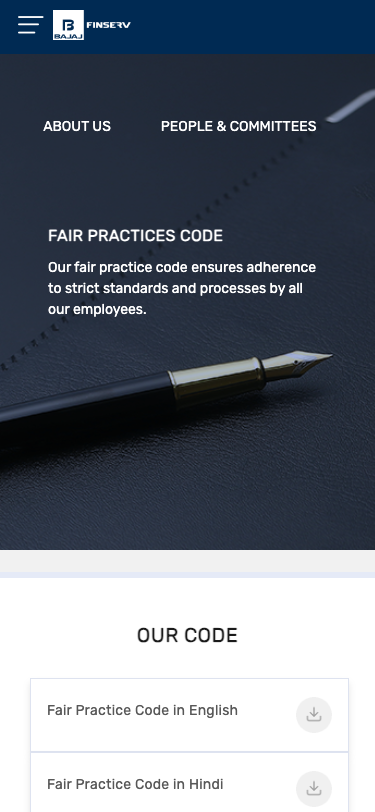 BAJAJ FINSERV
ABOUT US PEOPLE & COMMITTEES
FAIR PRACTICES CODE
Our fair practice code ensures adherence
to strict standards and processes by all
our employees.
OUR CODE
Fair Practice Code in English
Fair Practice Code in Hindi